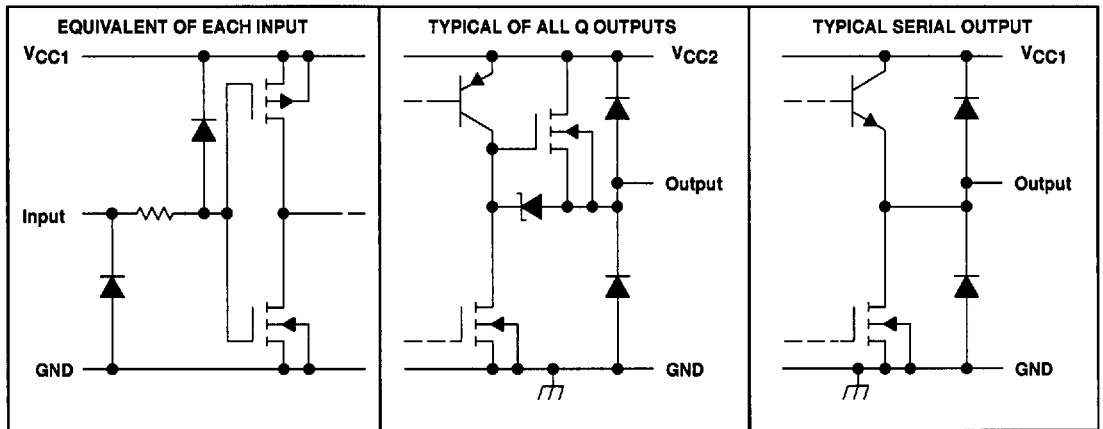 EQUIVALENT OF EACH INPUT
VCC1
Input
GND
TYPICAL OF ALL Q OUTPUTS
VCC2
Output
GND
TYPICAL SERIAL OUTPUT
VCC1
Output
GND